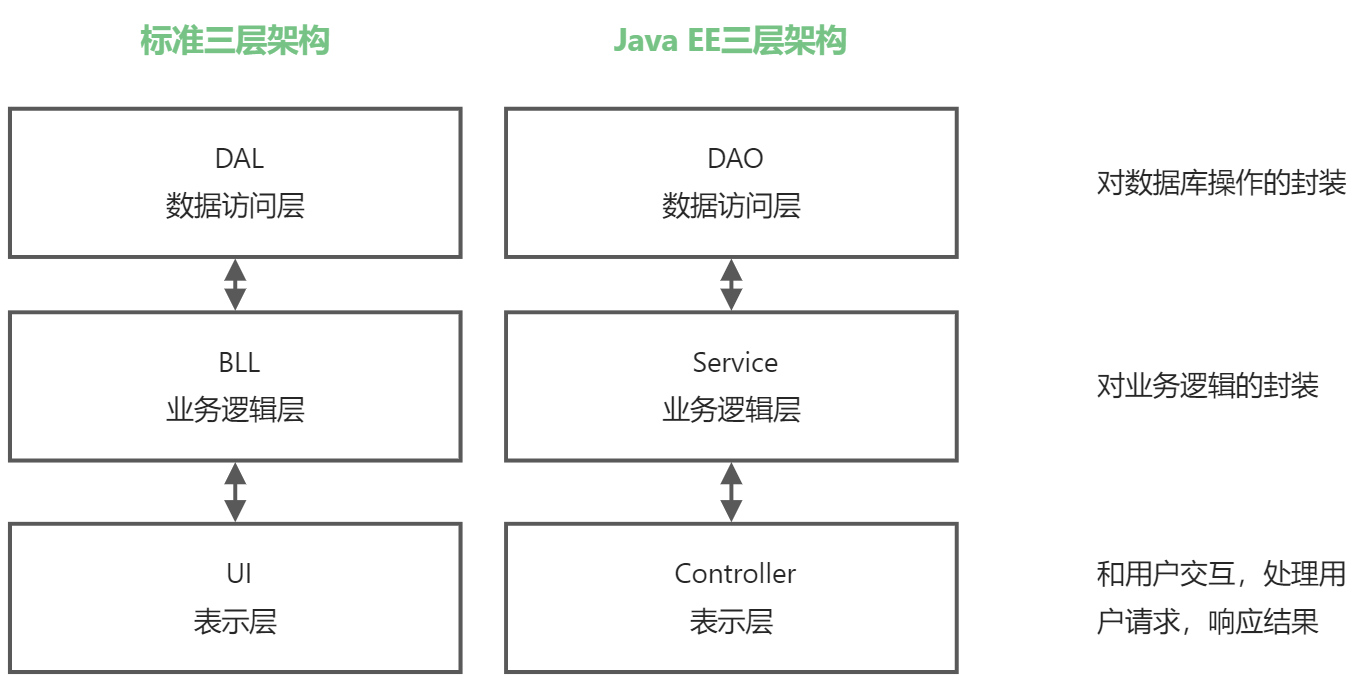 标准三层架构
Java EE三层架构
DAL
数据访问层
DAO
数据访问层
对数据库操作的封装
BLL
业务逻辑层
Service
业务逻辑层
对业务逻辑的封装
UI
表示层
Controller
表示层
和用户交互，处理用
户请求，响应结果